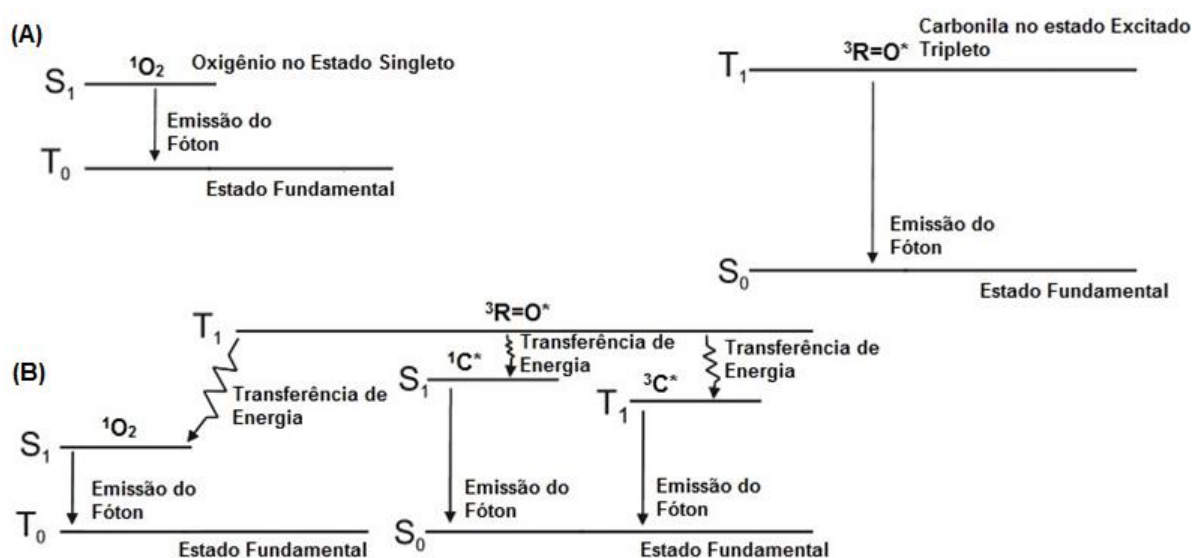 (A)
S1
¹O₂
Oxigênio no Estado Singleto
Emissão do
Fóton
T₀
Estado Fundamental
Carbonila no estado Excitado
Tripleto
³R=O*
T₁
Emissão do
Fóton
S₀
Estado Fundamental
(B)
T₁
³R=O*
Transferência de
Energia
¹O₂
S₁
Emissão do
Fóton
T₀
Estado Fundamental
Transferência de
Energia
¹C*
S₁
Emissão do
Fóton
S₀
Transferência de
Energia
³C*
T₁
Emissão do
Fóton
Estado Fundamental